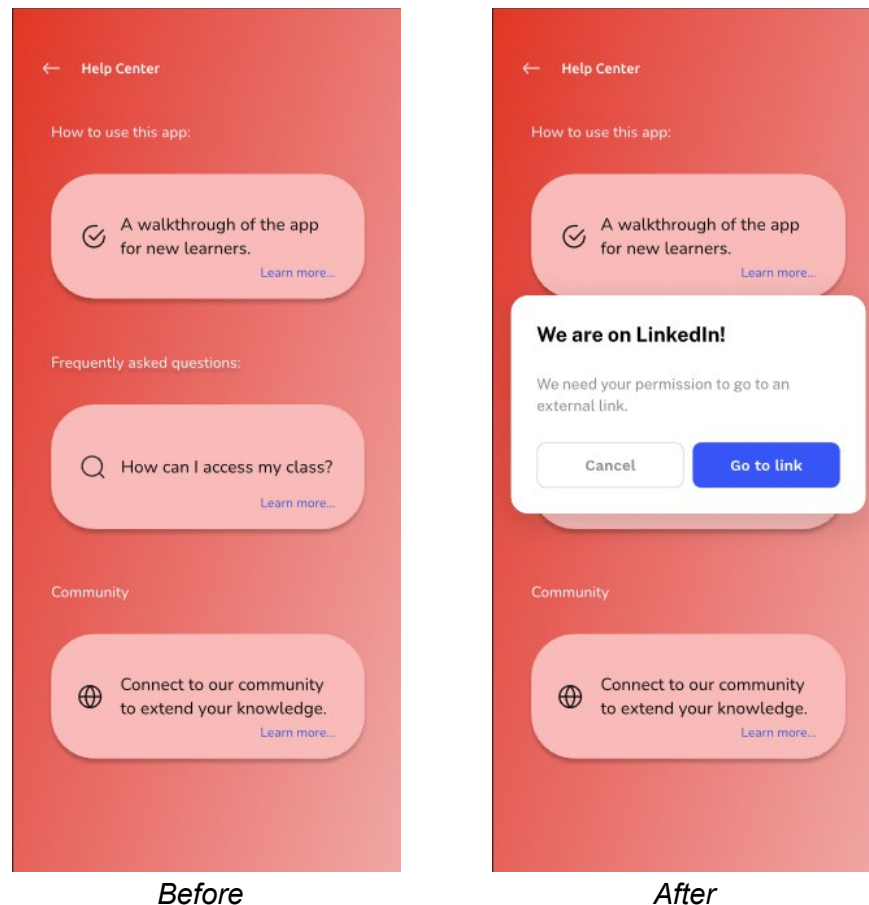 Help Center
How to use this app:
A walkthrough of the app
for new learners.
Learn more...
Frequently asked questions:
How can I access my class?
Learn more...
Community
Connect to our community
to extend your knowledge.
Learn more...
Before
Help Center
How to use this app:
A walkthrough of the app
for new learners.
Learn more...
We are on LinkedIn!
We need your permission to go to an
external link.
Cancel
Go to link
Community
Connect to our community
to extend your knowledge.
Learn more...
After